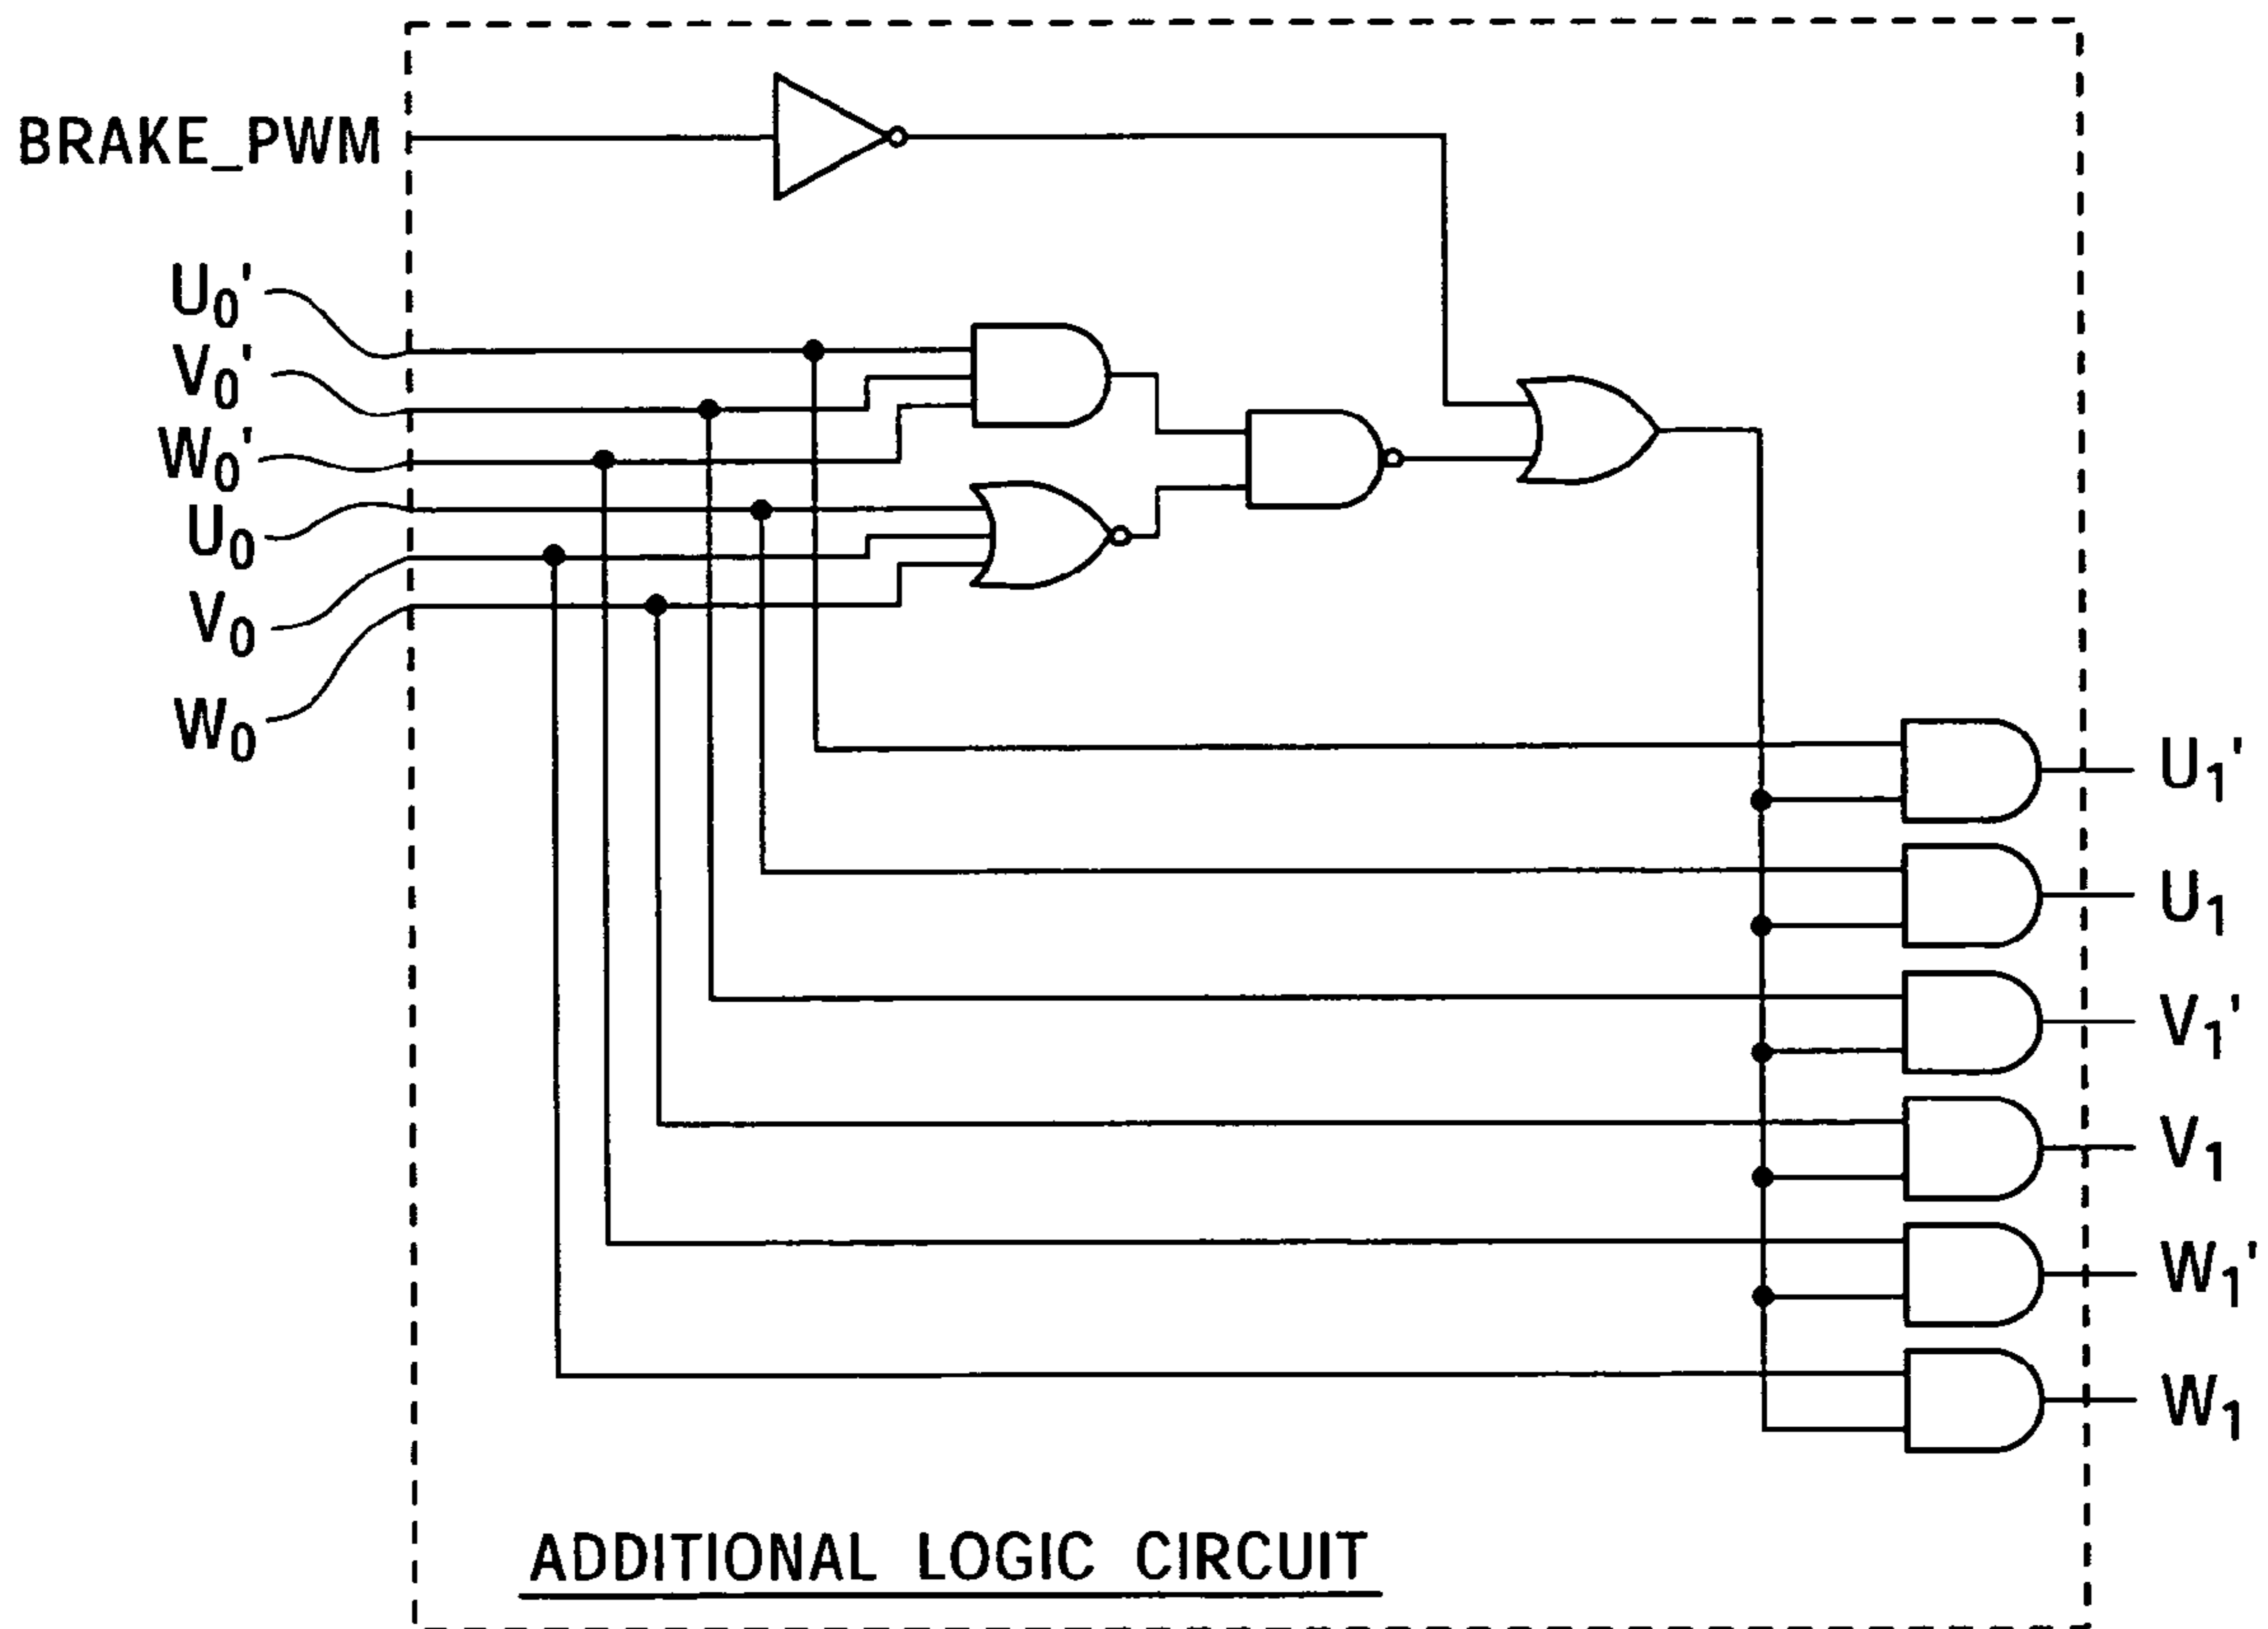 BRAKE_PWM
U0'
V0'
W0'
U0
V0
W0
U1'
U1
V1'
V1
W1'
W1
ADDITIONAL LOGIC CIRCUIT